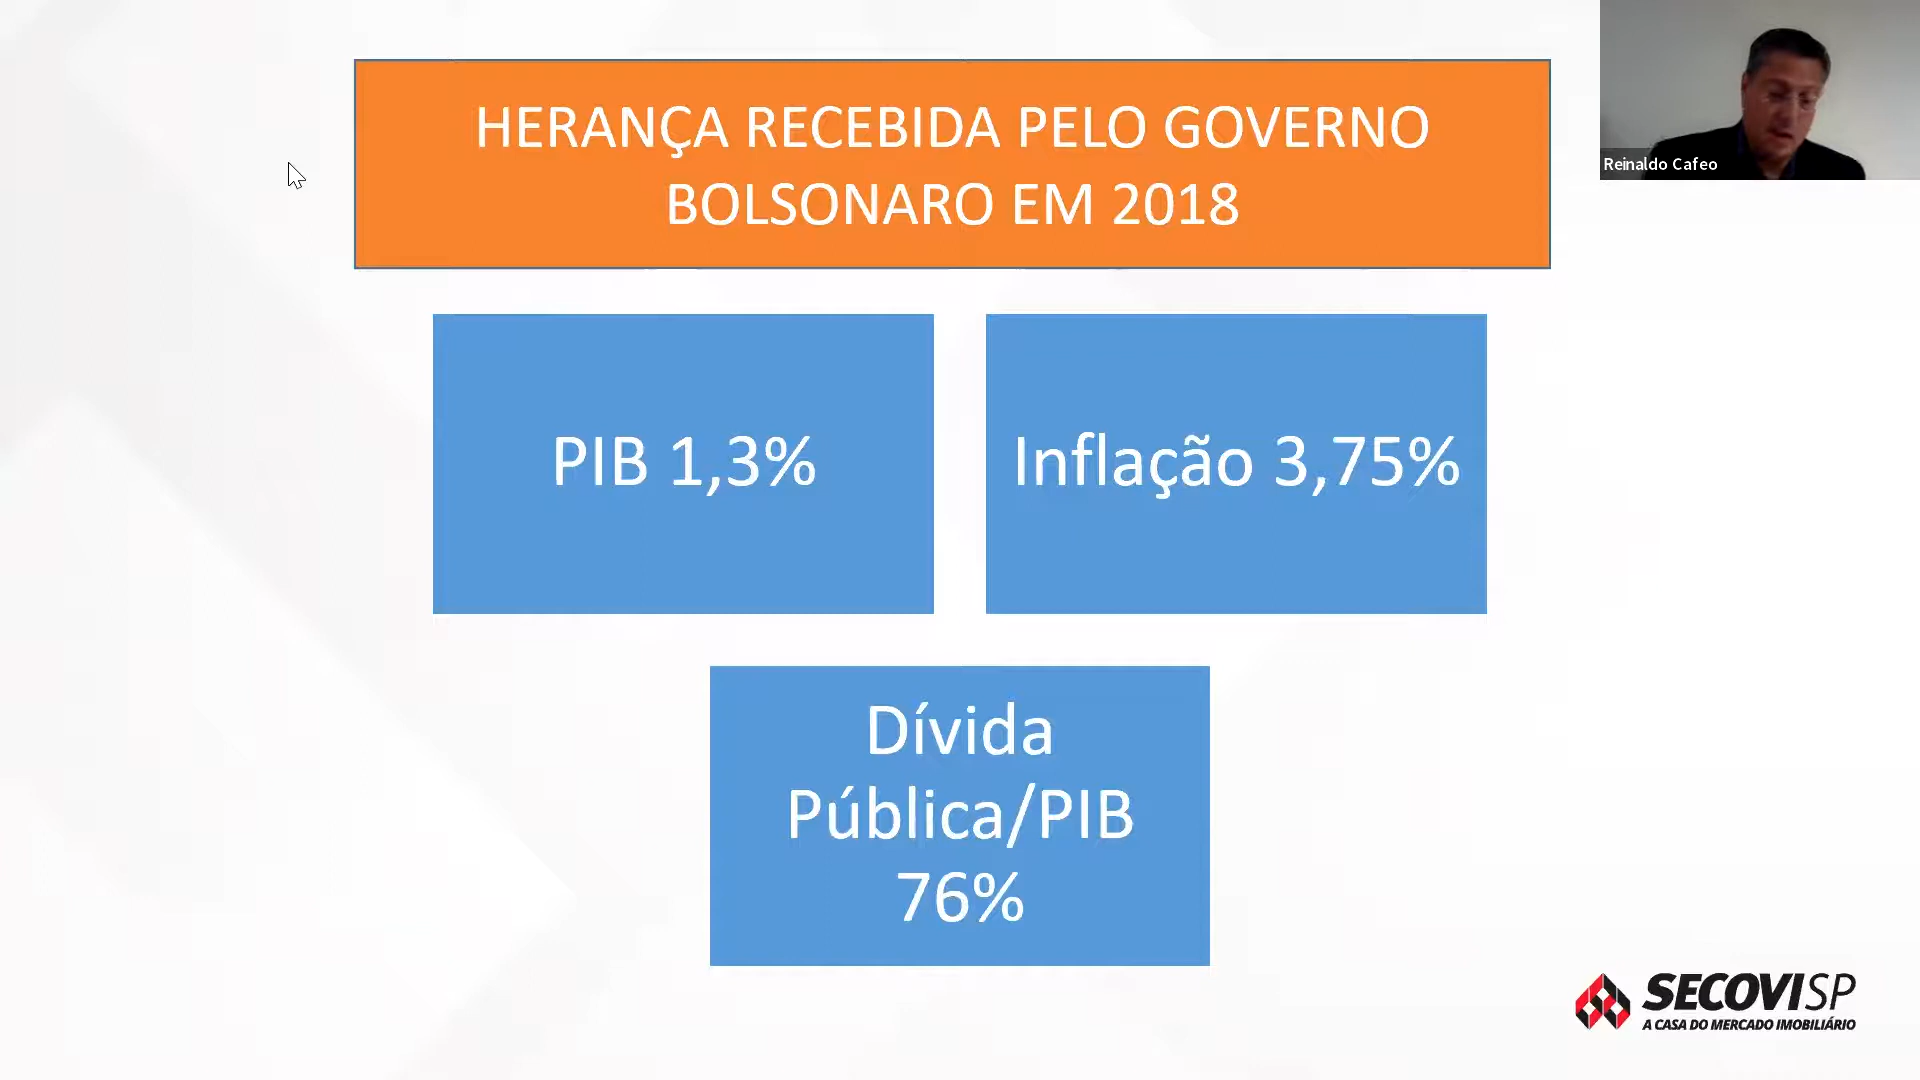 HERANÇA RECEBIDA PELO GOVERNO
BOLSONARO EM 2018
Reinaldo Cafeo
PIB 1,3%
Inflação 3,75%
Dívida
Pública/PIB
76%
SECOVISP
A CASA DO MERCADO IMOBILIÁRIO